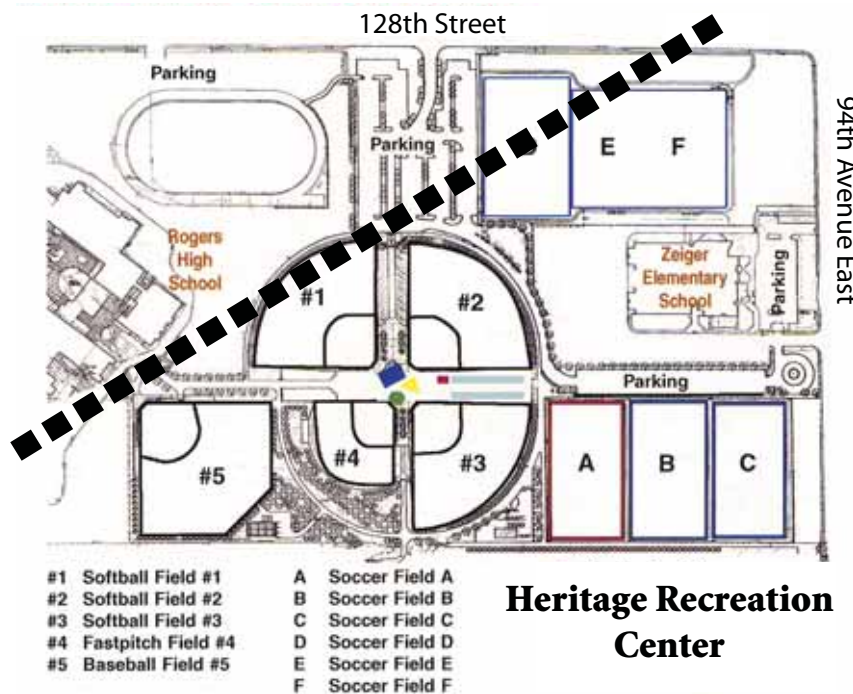 128th Street
Parking
94th Avenue East
Parking
E
F
Rogers
High
School
Zeiger
Elementary
School
Parking
#1
#2
Parking
#4
#3
#5
A
B
C
#1 Softball Field #1
#2 Softball Field #2
#3 Softball Field #3
#4 Fastpitch Field #4
#5 Baseball Field #5
A Soccer Field A
B Soccer Field B
C Soccer Field C
D Soccer Field D
E Soccer Field E
F Soccer Field F
Heritage Recreation
Center